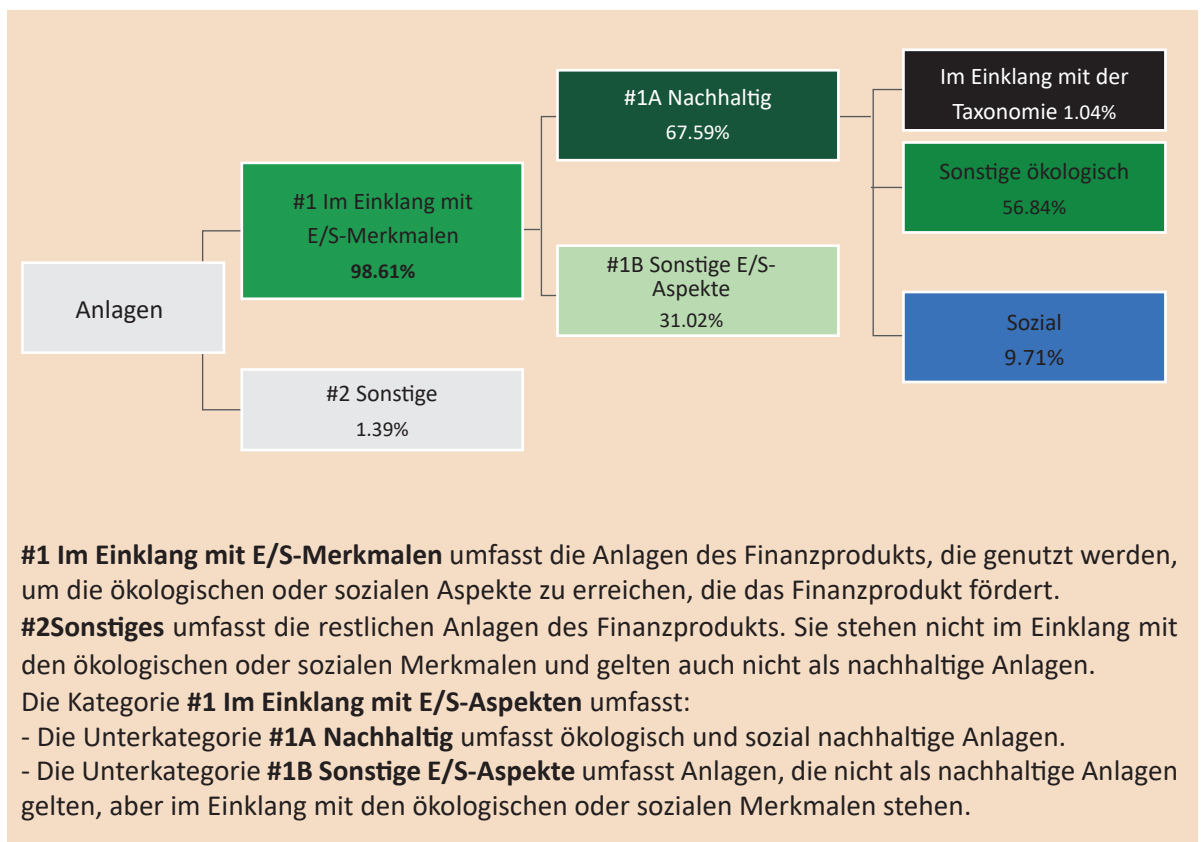 Anlagen
#1 Im Einklang mit
E/S-Merkmalen
98.61%
#2 Sonstige
1.39%
#1A Nachhaltig
67.59%
#1B Sonstige E/S-
Aspekte
31.02%
Im Einklang mit der
Taxonomie 1.04%
Sonstige ökologisch
56.84%
Sozial
9.71%
#1 Im Einklang mit E/S-Merkmalen umfasst die Anlagen des Finanzprodukts, die genutzt werden,
um die ökologischen oder sozialen Aspekte zu erreichen, die das Finanzprodukt fördert.
#2Sonstiges umfasst die restlichen Anlagen des Finanzprodukts. Sie stehen nicht im Einklang mit
den ökologischen oder sozialen Merkmalen und gelten auch nicht als nachhaltige Anlagen.
Die Kategorie #1 Im Einklang mit E/S-Aspekten umfasst:
- Die Unterkategorie #1A Nachhaltig umfasst ökologisch und sozial nachhaltige Anlagen.
- Die Unterkategorie #1B Sonstige E/S-Aspekte umfasst Anlagen, die nicht als nachhaltige Anlagen
gelten, aber im Einklang mit den ökologischen oder sozialen Merkmalen stehen.